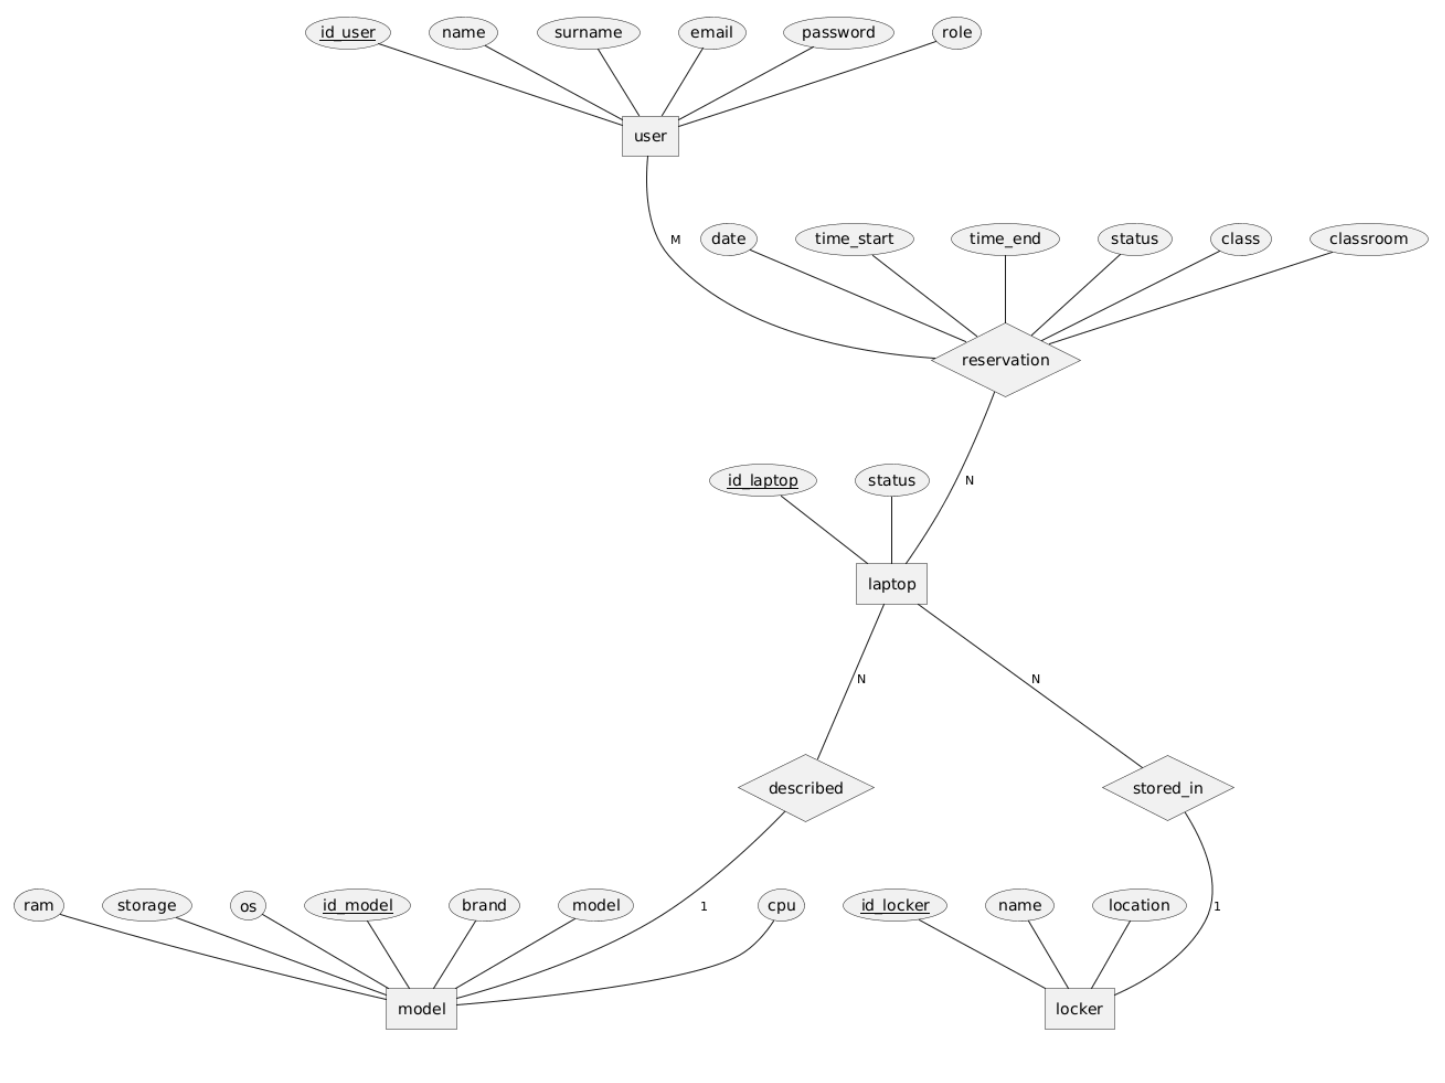 id_user name surname email password role
user
M date time_start time_end status class classroom
reservation
id_laptop status N
laptop
N N
described stored_in
ram storage os id_model brand model 1 cpu id_locker name location 1
model locker